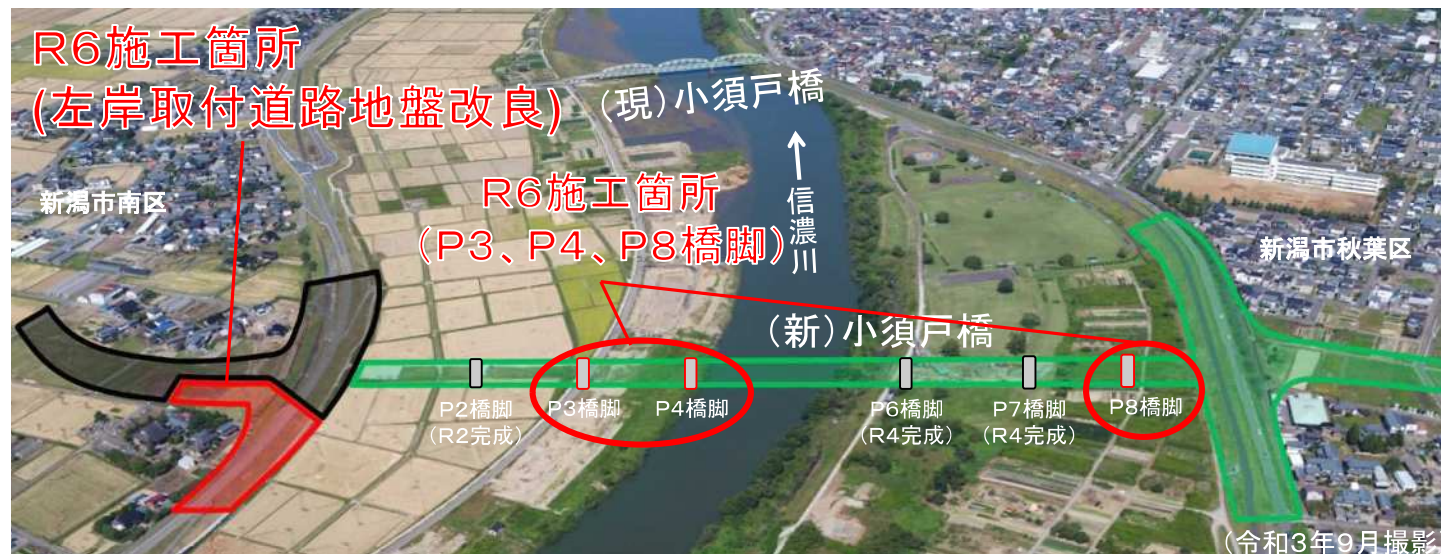 R6施工箇所
(左岸取付道路地盤改良)
(現)小須戸橋
新潟市南区
R6施工箇所
(P3、P4、P8橋脚)
信濃川
新潟市秋葉区
(新)小須戸橋
P2橋脚
(R2完成)
P3橋脚
P4橋脚
P6橋脚
(R4完成)
P7橋脚
(R4完成)
P8橋脚
(令和3年9月撮影